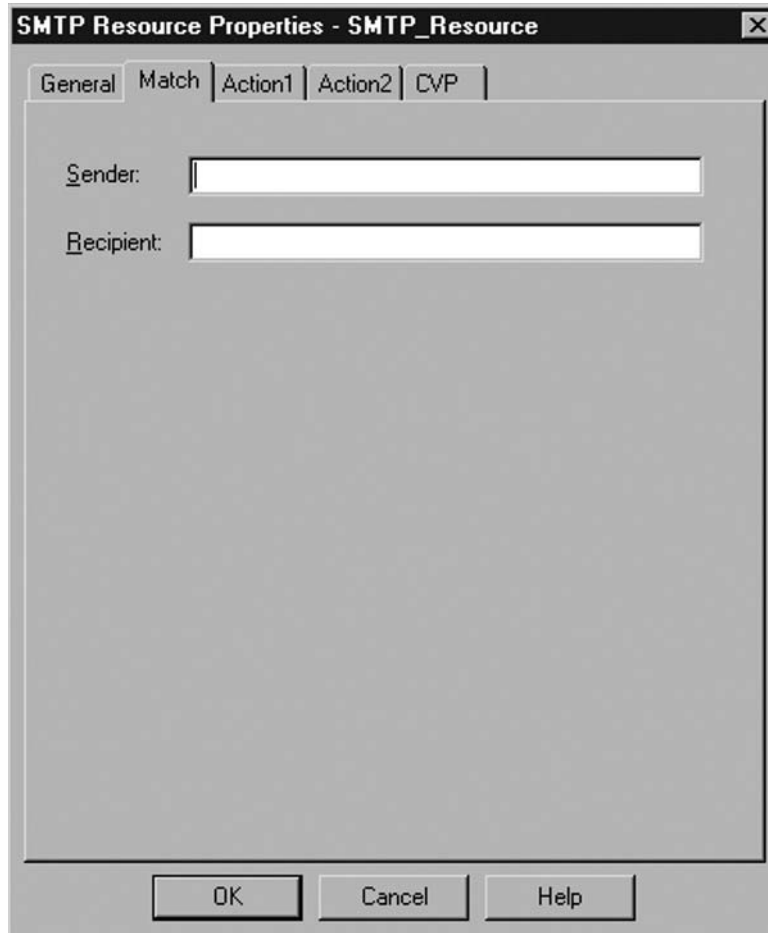 SMTP Resource Properties - SMTP_Resource
General Match Action1 Action2 CVP
Sender:
Recipient:
OK Cancel Help